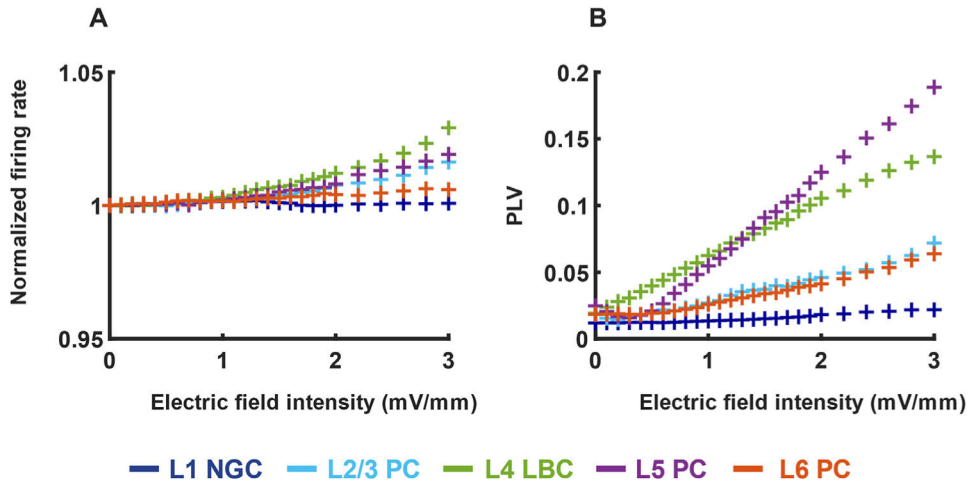 A
B
Normalized firing rate
1.05
1
0.95
0 1 2 3
Electric field intensity (mV/mm)
PLV
0.2
0.15
0.1
0.05
0
0 1 2 3
Electric field intensity (mV/mm)
L1 NGC L2/3 PC L4 LBC L5 PC L6 PC